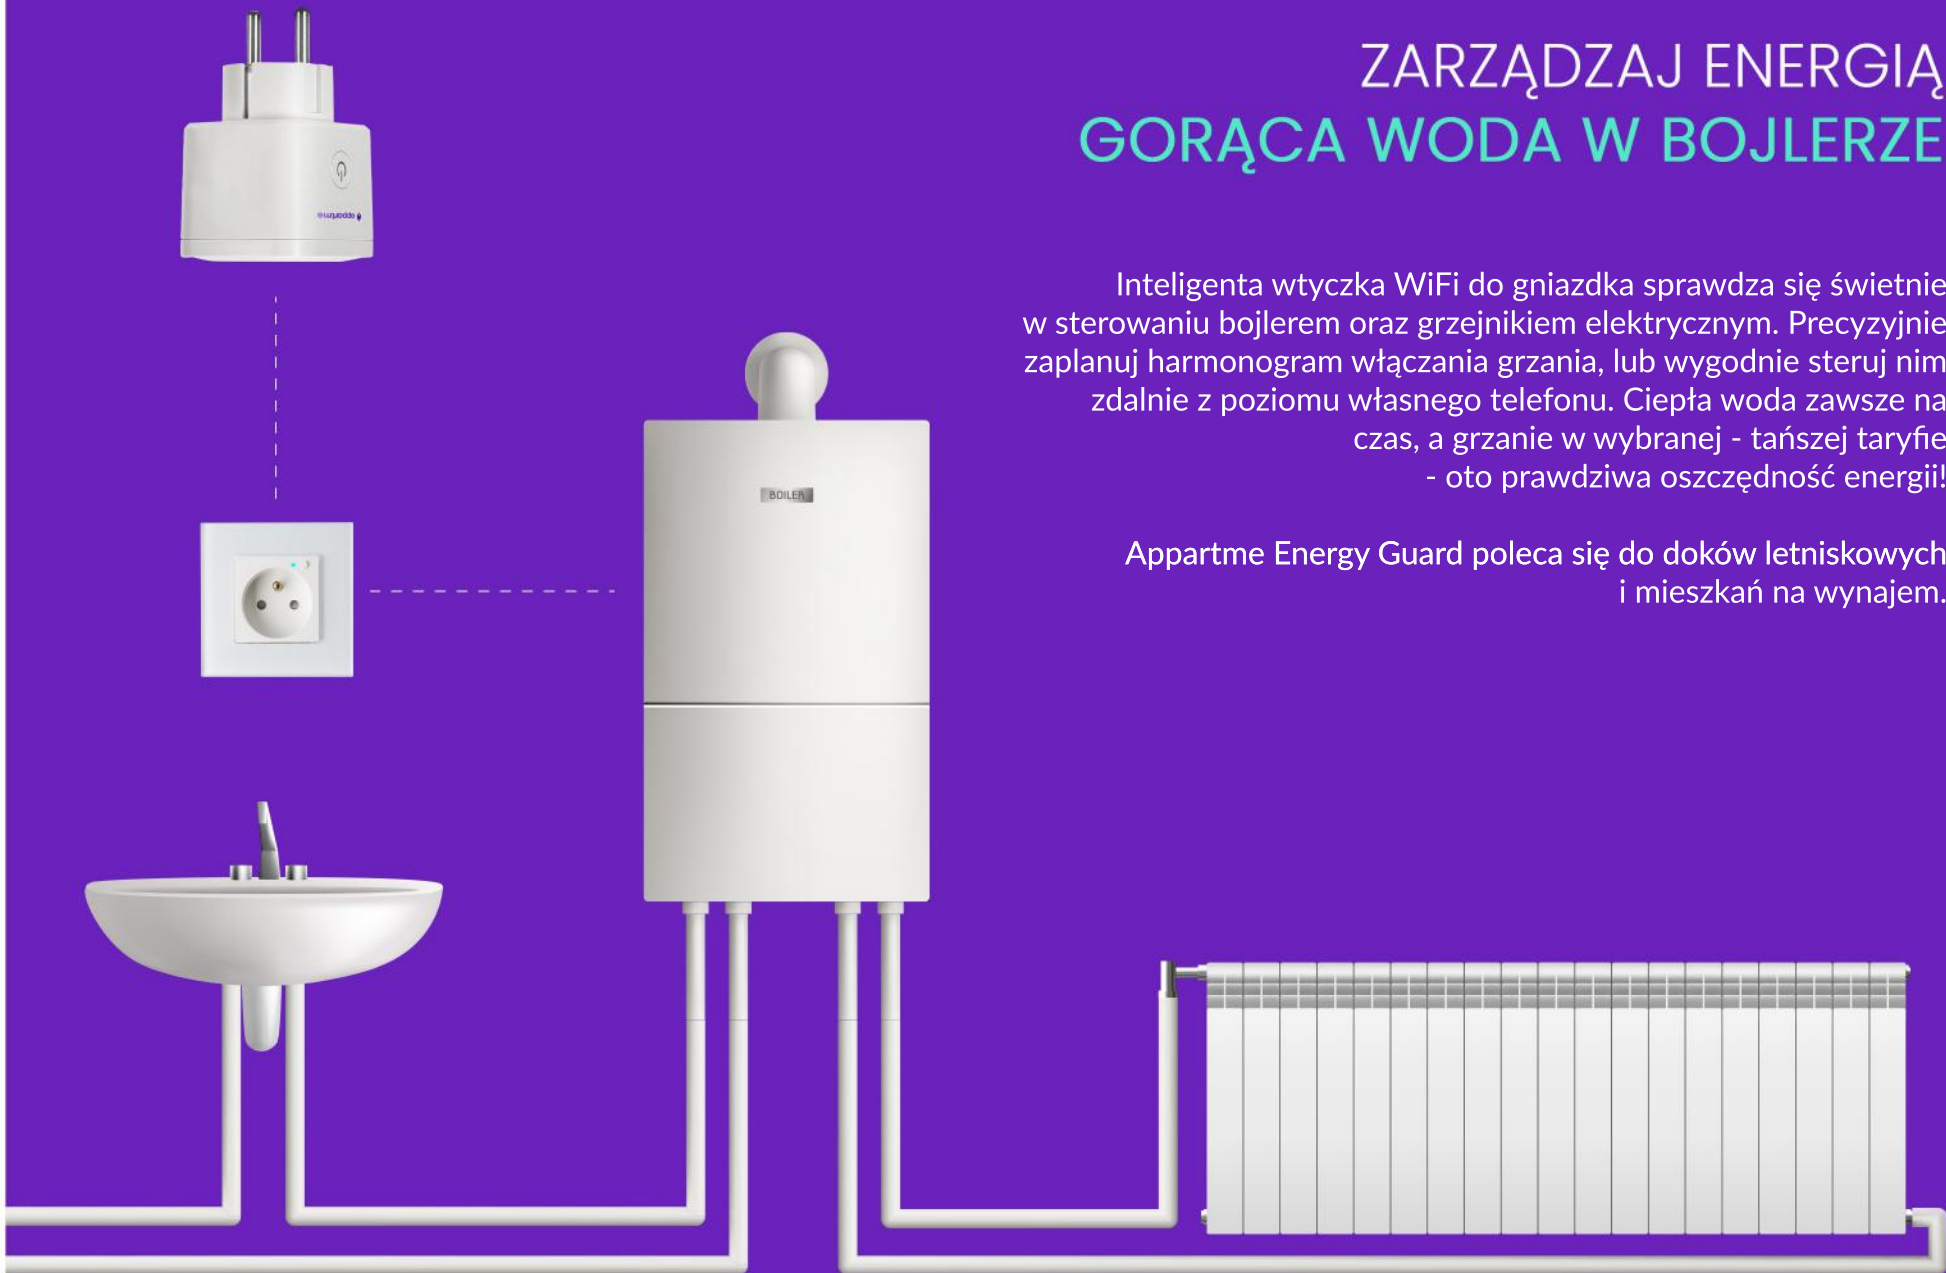 ZARZĄDZAJ ENERGIĄ
GORĄCA WODA W BOJLERZE
appartme
Inteligenta wtyczka WiFi do gniazdka sprawdza się świetnie
w sterowaniu bojlerem oraz grzejnikiem elektrycznym. Precyzyjnie
zaplanuj harmonogram włączania grzania, lub wygodnie steruj nim
zdalnie z poziomu własnego telefonu. Ciepła woda zawsze na
czas, a grzanie w wybranej - tańszej taryfie
- oto prawdziwa oszczędność energii!
BOILER
Appartme Energy Guard poleca się do doków letniskowych
i mieszkań na wynajem.